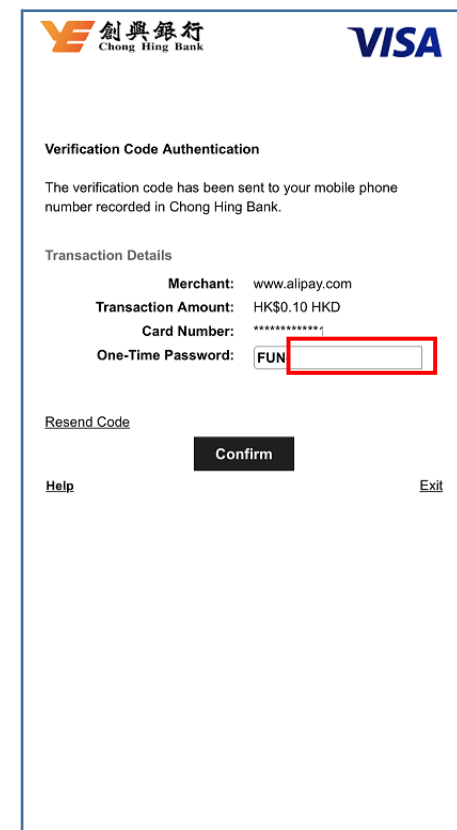 創興銀行
Chong Hing Bank
VISA
Verification Code Authentication
The verification code has been sent to your mobile phone
number recorded in Chong Hing Bank.
Transaction Details
Merchant: www.alipay.com
Transaction Amount: HK$0.10 HKD
Card Number: ************1
One-Time Password: FUN
Resend Code
Confirm
Help Exit